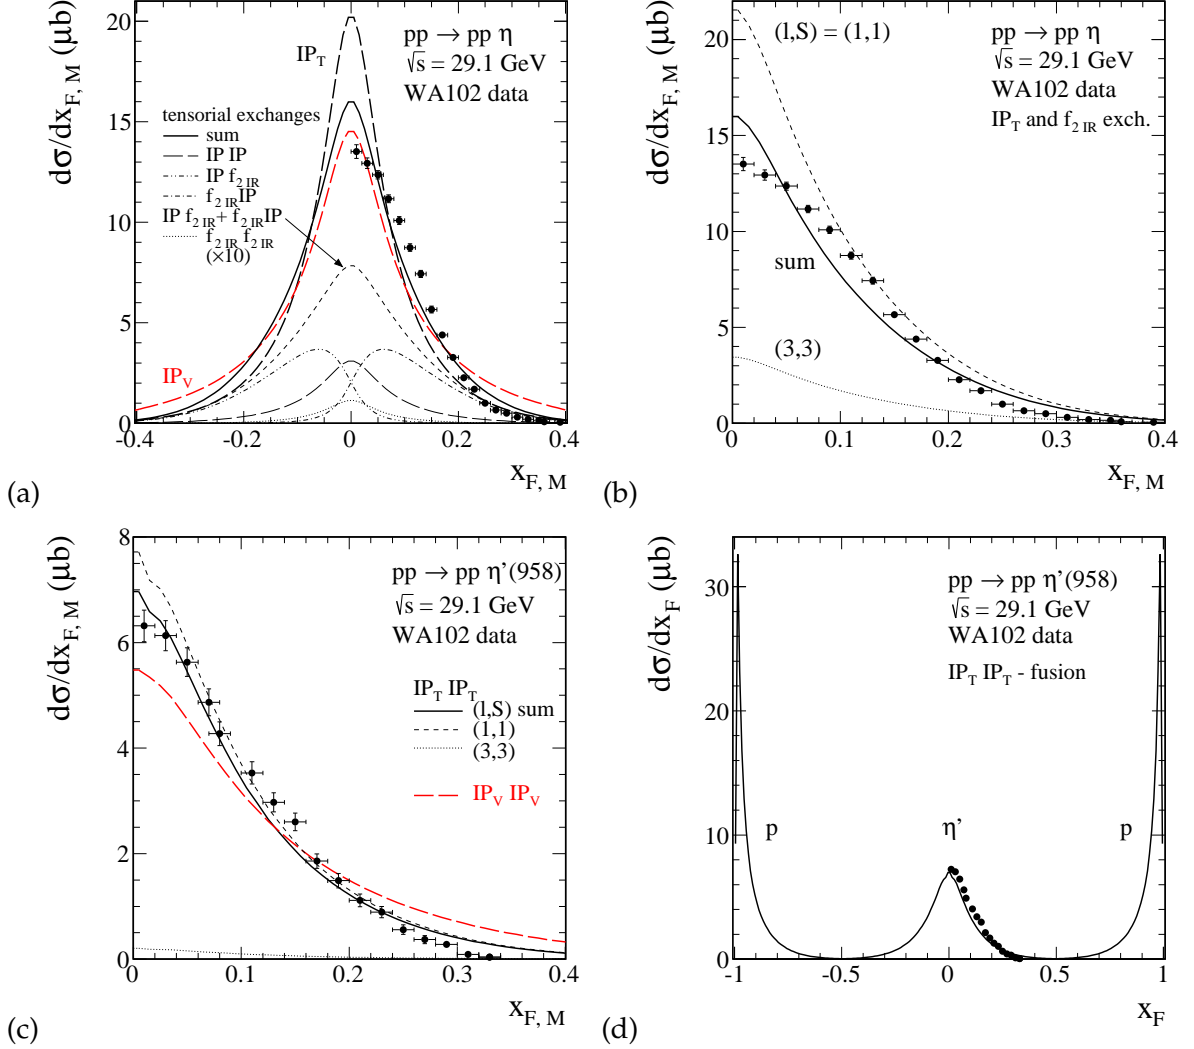 dσ/dx_{F, M} (μb)
20
15
10
5
0
-0.4
-0.2
0
0.2
0.4
x_{F, M}
IP_T
pp → pp η
√s = 29.1 GeV
WA102 data
tensorial exchanges
sum
IP IP
IP f_{2 IR}
f_{2 IR} IP
IP f_{2 IR} + f_{2 IR} IP
f_{2 IR} f_{2 IR}
(×10)
IP_V
(a)
dσ/dx_{F, M} (μb)
20
15
10
5
0
0
0.1
0.2
0.3
0.4
x_{F, M}
(l,S) = (1,1)
pp → pp η
√s = 29.1 GeV
WA102 data
IP_T and f_{2 IR} exch.
sum
(3,3)
(b)
dσ/dx_{F, M} (μb)
8
6
4
2
0
0
0.1
0.2
0.3
0.4
x_{F, M}
pp → pp η'(958)
√s = 29.1 GeV
WA102 data
IP_T IP_T
(l,S) sum
(1,1)
(3,3)
IP_V IP_V
(c)
dσ/dx_F (μb)
30
20
10
0
-1
-0.5
0
0.5
1
x_F
pp → pp η'(958)
√s = 29.1 GeV
WA102 data
IP_T IP_T - fusion
p
η'
p
(d)